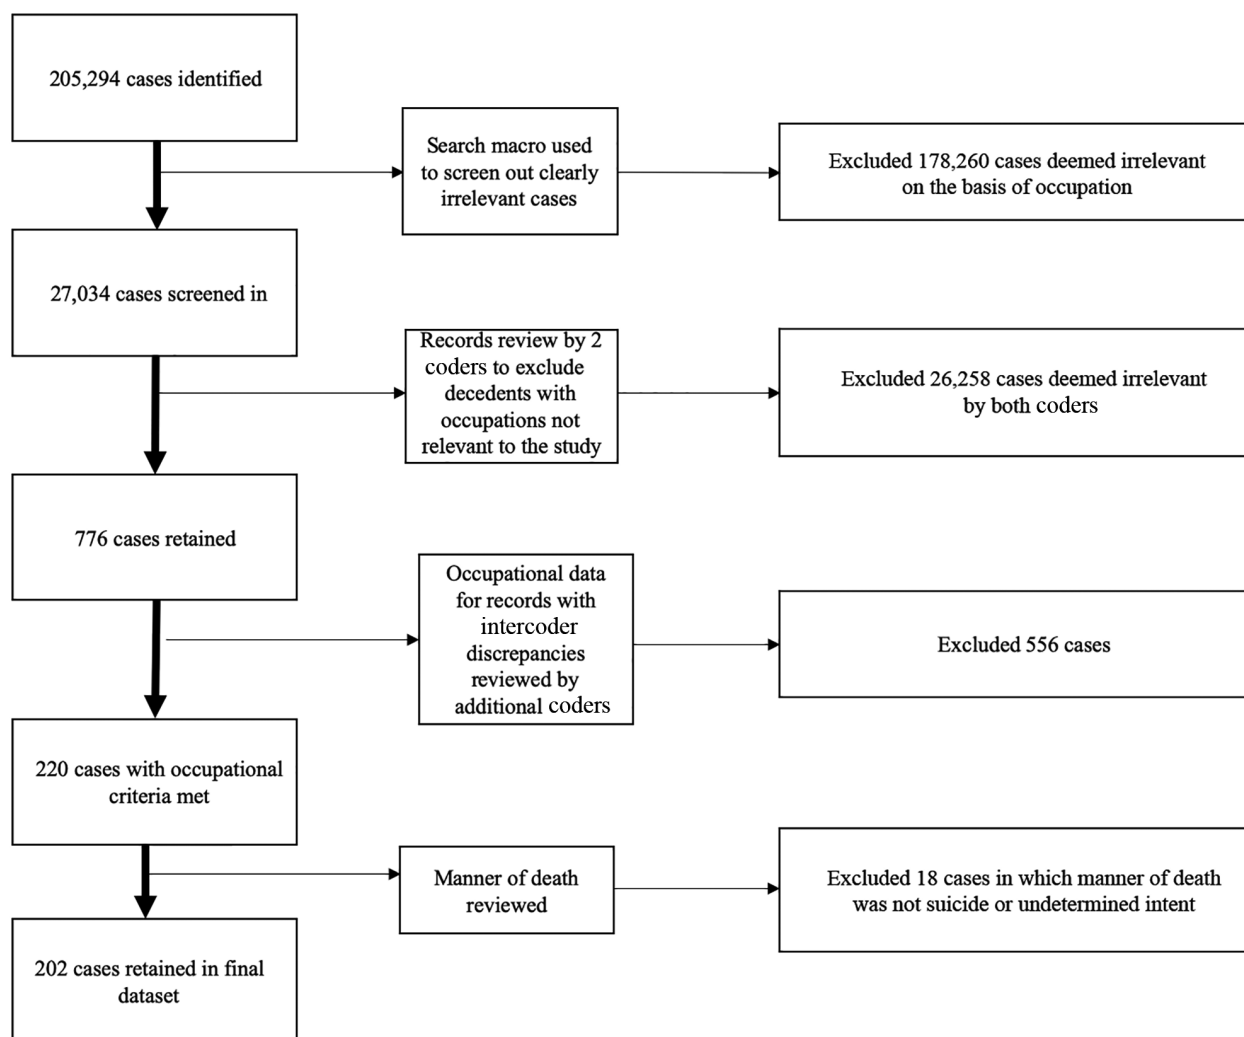 205,294 cases identified
Search macro used
to screen out clearly
irrelevant cases
Excluded 178,260 cases deemed irrelevant
on the basis of occupation
27,034 cases screened in
Records review by 2
coders to exclude
decedents with
occupations not
relevant to the study
Excluded 26,258 cases deemed irrelevant
by both coders
776 cases retained
Occupational data
for records with
intercoder
discrepancies
reviewed by
additional coders
Excluded 556 cases
220 cases with occupational
criteria met
Manner of death
reviewed
Excluded 18 cases in which manner of death
was not suicide or undetermined intent
202 cases retained in final
dataset